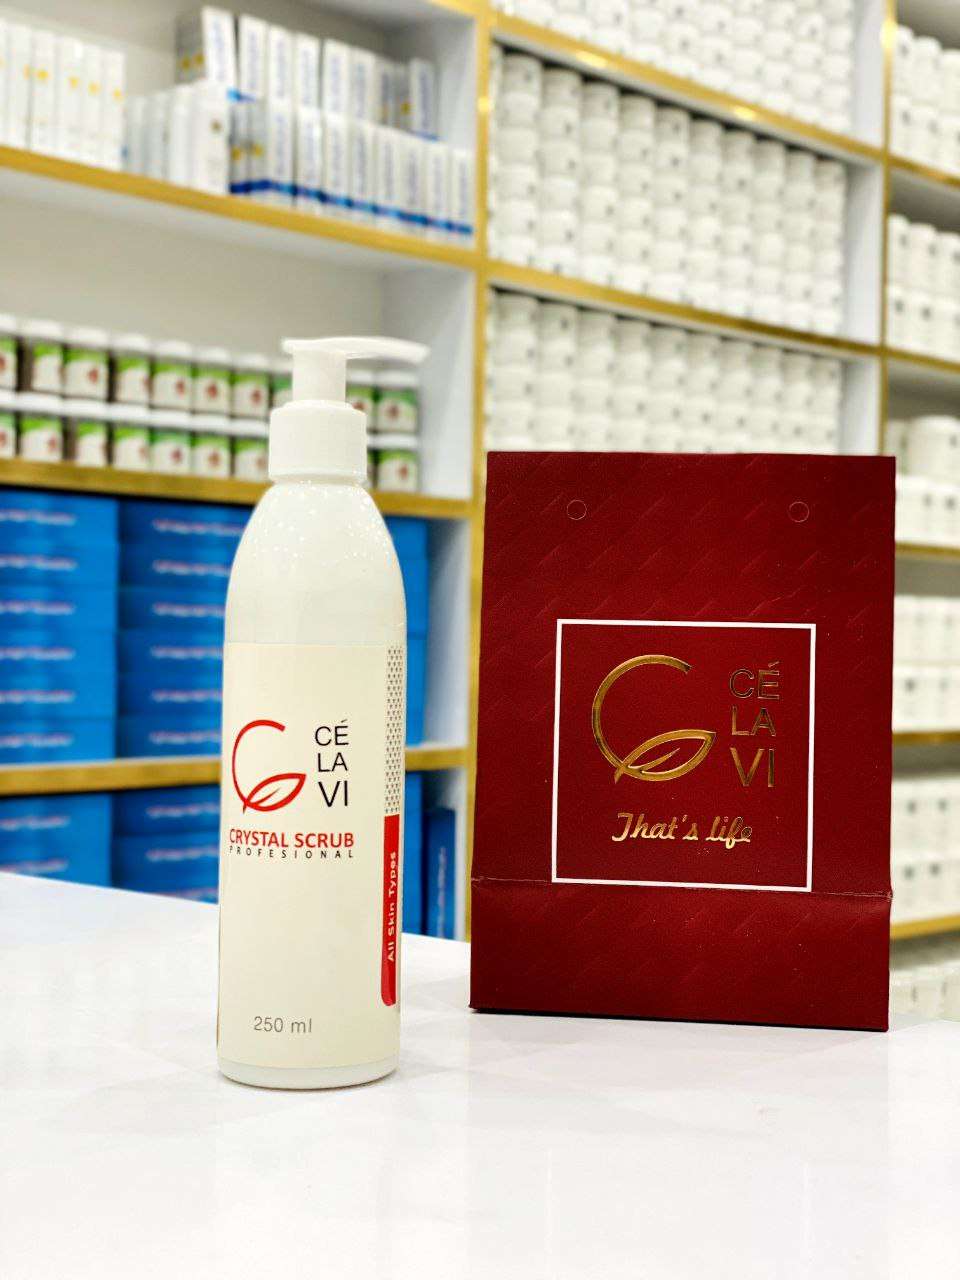 CÉ
LA
VI
CRYSTAL SCRUB
PROFESIONAL
All Skin Types
250 ml
CÉ
LA
VI
That's life